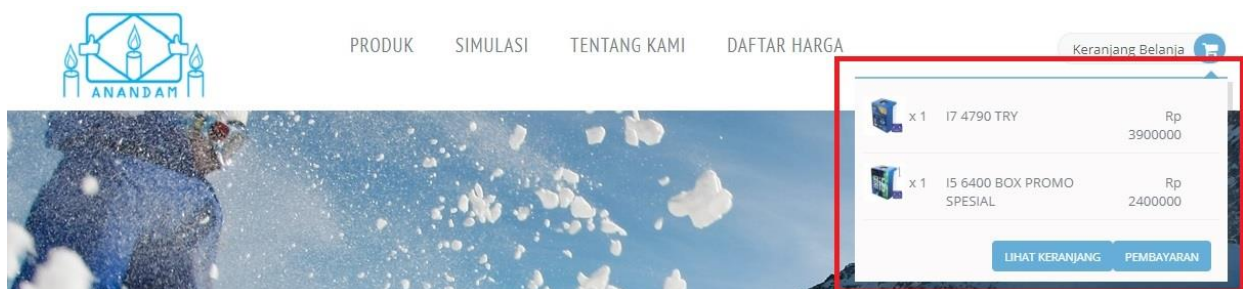 ANANDAM
PRODUK SIMULASI TENTANG KAMI DAFTAR HARGA
Keranjang Belanja
x 1 I7 4790 TRY Rp
3900000
x 1 I5 6400 BOX PROMO Rp
SPESIAL 2400000
LIHAT KERANJANG PEMBAYARAN